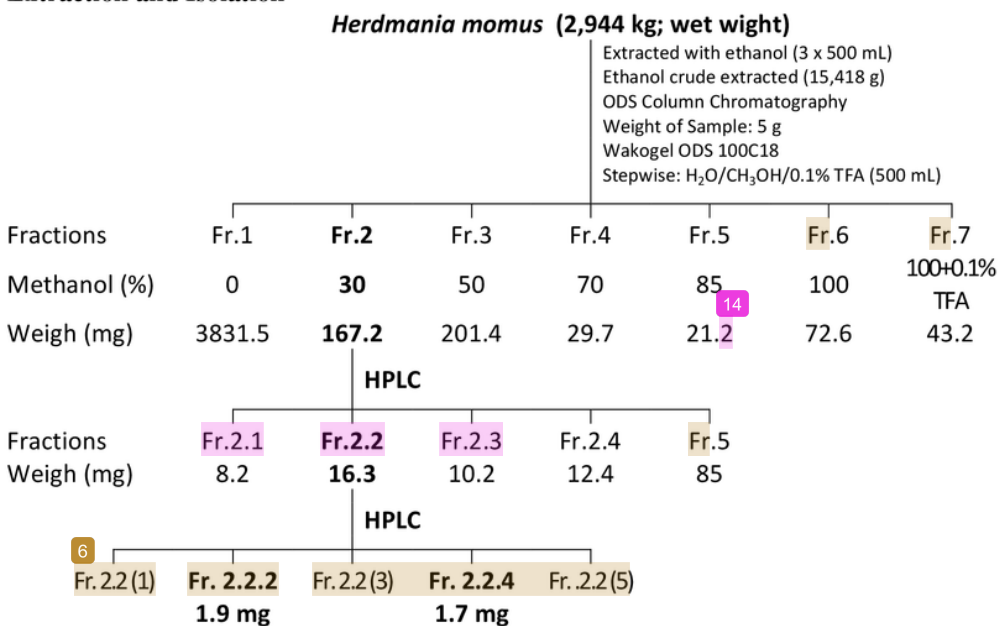 Herdmania momus (2,944 kg; wet wight)
Extracted with ethanol (3 x 500 mL)
Ethanol crude extracted (15,418 g)
ODS Column Chromatography
Weight of Sample: 5 g
Wakogel ODS 100C18
Stepwise: H₂O/CH₃OH/0.1% TFA (500 mL)
Fractions Fr.1 Fr.2 Fr.3 Fr.4 Fr.5 Fr.6 Fr.7
Methanol (%) 0 30 50 70 85 100 100+0.1% TFA
14
Weigh (mg) 3831.5 167.2 201.4 29.7 21.2 72.6 43.2
HPLC
Fractions Fr.2.1 Fr.2.2 Fr.2.3 Fr.2.4 Fr.5
Weigh (mg) 8.2 16.3 10.2 12.4 85
HPLC
6
Fr. 2.2 (1) Fr. 2.2.2 Fr. 2.2 (3) Fr. 2.2.4 Fr. .2.2 (5)
1.9 mg 1.7 mg